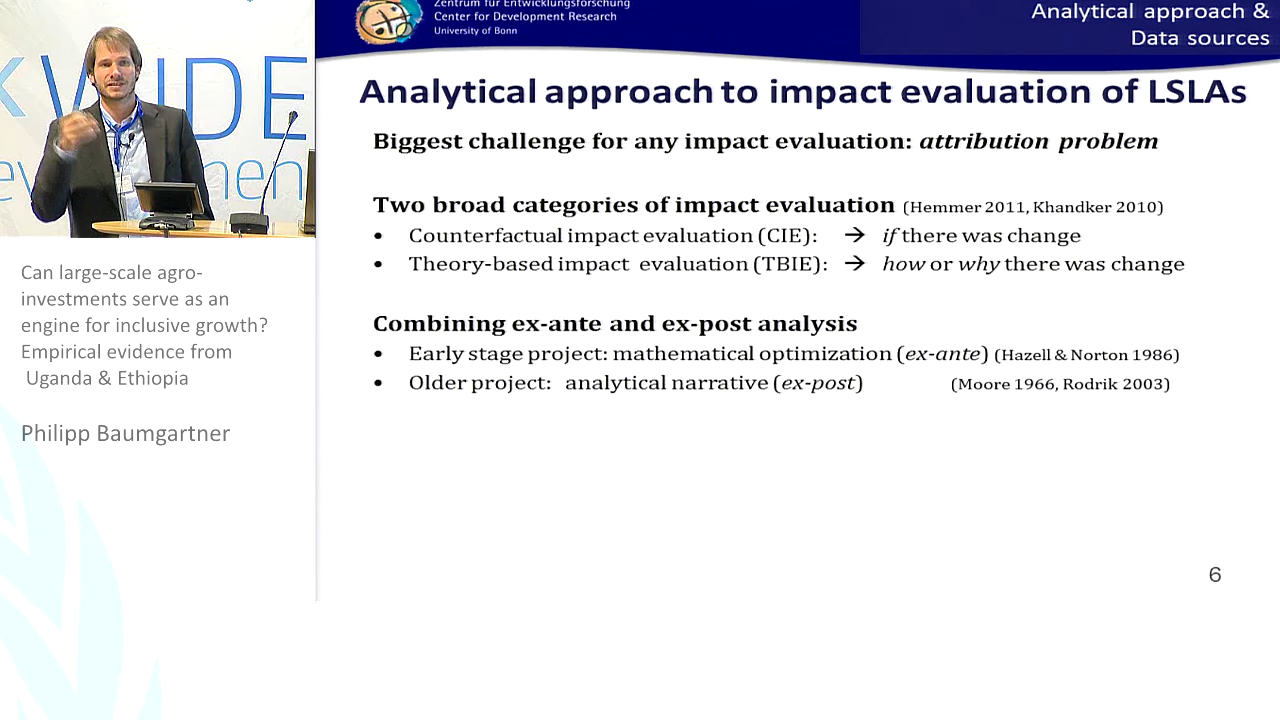 WIDE
Can large-scale agro-
investments serve as an
engine for inclusive growth?
Empirical evidence from
Uganda & Ethiopia
Philipp Baumgartner
Zentrum für Entwicklungsforschung
Center for Development Research
University of Bonn
Analytical approach &
Data sources
Analytical approach to impact evaluation of LSLAs
Biggest challenge for any impact evaluation: attribution problem
Two broad categories of impact evaluation (Hemmer 2011, Khandker 2010)
• Counterfactual impact evaluation (CIE): → if there was change
• Theory-based impact evaluation (TBIE): → how or why there was change
Combining ex-ante and ex-post analysis
• Early stage project: mathematical optimization (ex-ante) (Hazell & Norton 1986)
• Older project: analytical narrative (ex-post) (Moore 1966, Rodrik 2003)
6